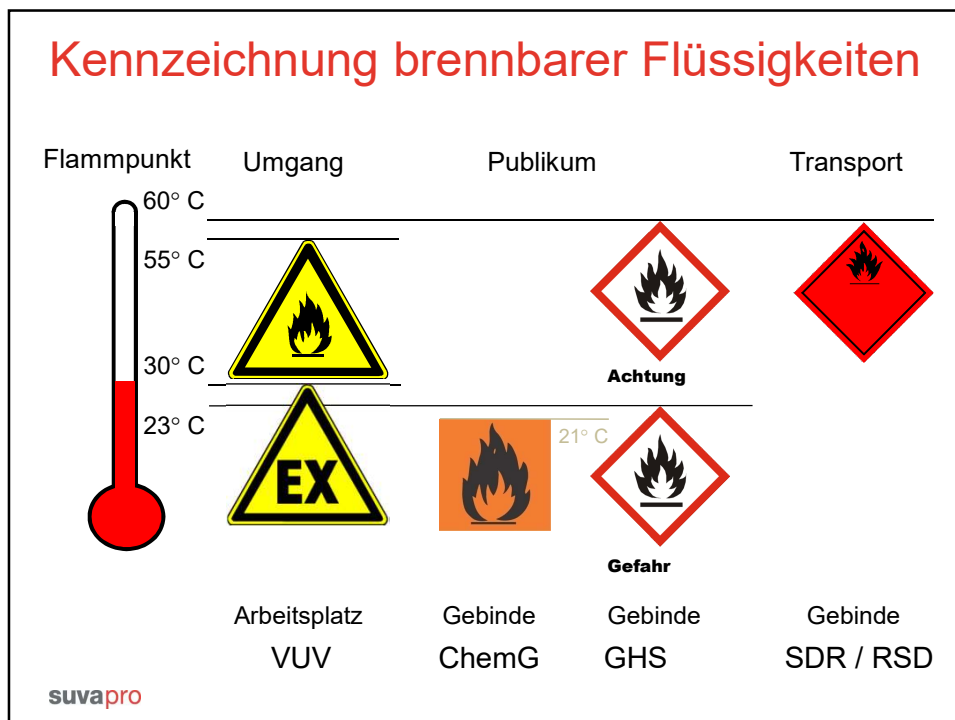 Kennzeichnung brennbarer Flüssigkeiten
Flammpunkt Umgang Publikum Transport
60° C
55° C
30° C
Achtung
23° C
21° C
EX
Gefahr
Arbeitsplatz Gebinde Gebinde Gebinde
VUV ChemG GHS SDR / RSD
suvapro